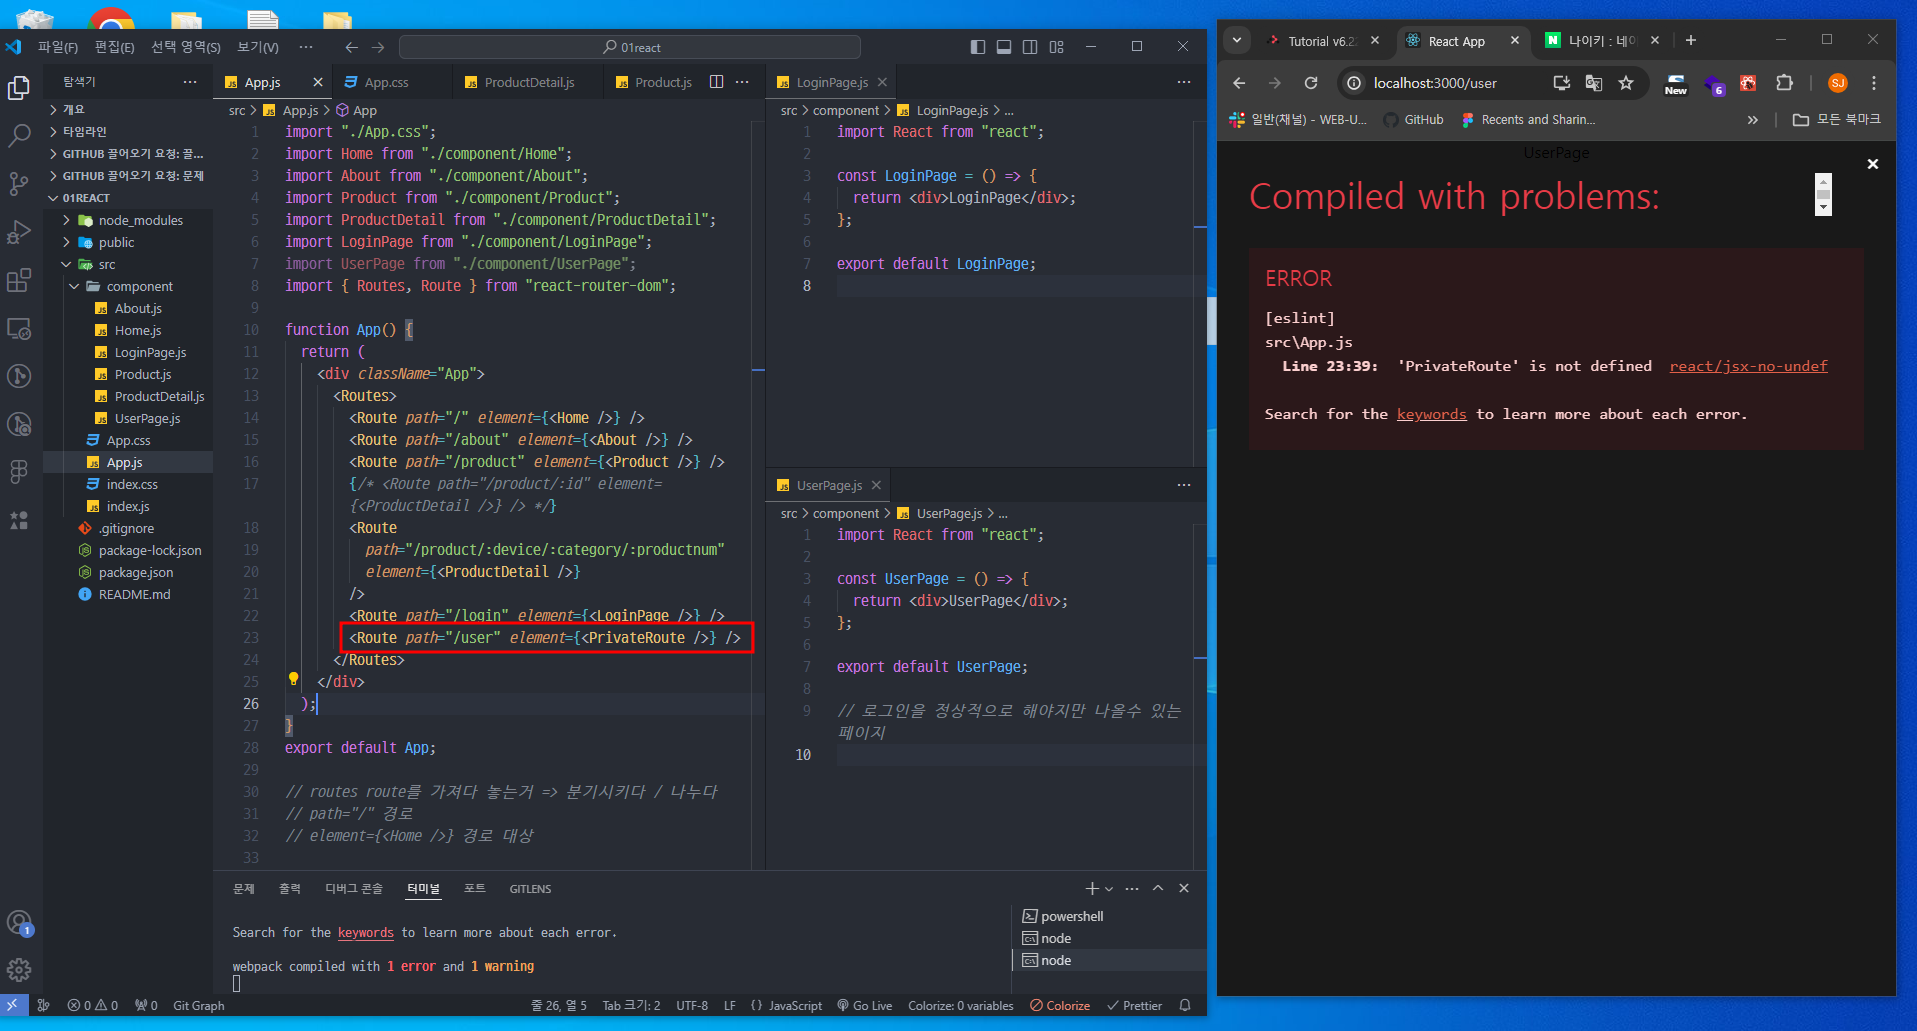 파일(F) 편집(E) 선택 영역(S) 보기(V) ··· 01react
탐색기 ···
개요
타임라인
GITHUB 끌어오기 요청: 끌...
GITHUB 끌어오기 요청: 문제
01REACT
node_modules
public
src
component
About.js
Home.js
LoginPage.js
Product.js
ProductDetail.js
UserPage.js
App.css
App.js
index.css
index.js
.gitignore
package-lock.json
package.json
README.md
1
App.js App.css ProductDetail.js Product.js ···
src > App.js > App
1 import "./App.css";
2 import Home from "./component/Home";
3 import About from "./component/About";
4 import Product from "./component/Product";
5 import ProductDetail from "./component/ProductDetail";
6 import LoginPage from "./component/LoginPage";
7 import UserPage from "./component/UserPage";
8 import { Routes, Route } from "react-router-dom";
9
10 function App() {
11 return (
12 <div className="App">
13 <Routes>
14 <Route path="/" element={<Home />} />
15 <Route path="/about" element={<About />} />
16 <Route path="/product" element={<Product />} />
17 {/* <Route path="/product/:id" element=
{<ProductDetail />} /> */}
18 <Route
19 path="/product/:device/:category/:productnum"
20 element={<ProductDetail />}
21 />
22 <Route path="/login" element={<LoginPage />} />
23 <Route path="/user" element={<PrivateRoute />} />
24 </Routes>
25 </div>
26 );
27 }
28 export default App;
29
30 // routes route를 가져다 놓는거 => 분기시키다 / 나누다
31 // path="/" 경로
32 // element={<Home />} 경로 대상
33
LoginPage.js ···
src > component > LoginPage.js > ...
1 import React from "react";
2
3 const LoginPage = () => {
4 return <div>LoginPage</div>;
5 };
6
7 export default LoginPage;
8
UserPage.js ···
src > component > UserPage.js > ...
1 import React from "react";
2
3 const UserPage = () => {
4 return <div>UserPage</div>;
5 };
6
7 export default UserPage;
8
9 // 로그인을 정상적으로 해야지만 나올수 있는
페이지
10
문제 출력 디버그 콘솔 터미널 포트 GITLENS
Search for the keywords to learn more about each error.
webpack compiled with 1 error and 1 warning
powershell
node
node
0 0 0 Git Graph 줄 26, 열 5 Tab 크기: 2 UTF-8 LF {} JavaScript Go Live Colorize: 0 variables Colorize Prettier
Tutorial v6.2 React App N 나이키 : 네이
localhost:3000/user New 6 SJ
일반(채널) - WEB-U... GitHub Recents and Sharin... » 모든 북마크
UserPage
Compiled with problems:
ERROR
[eslint]
src\App.js
Line 23:39: 'PrivateRoute' is not defined react/jsx-no-undef
Search for the keywords to learn more about each error.